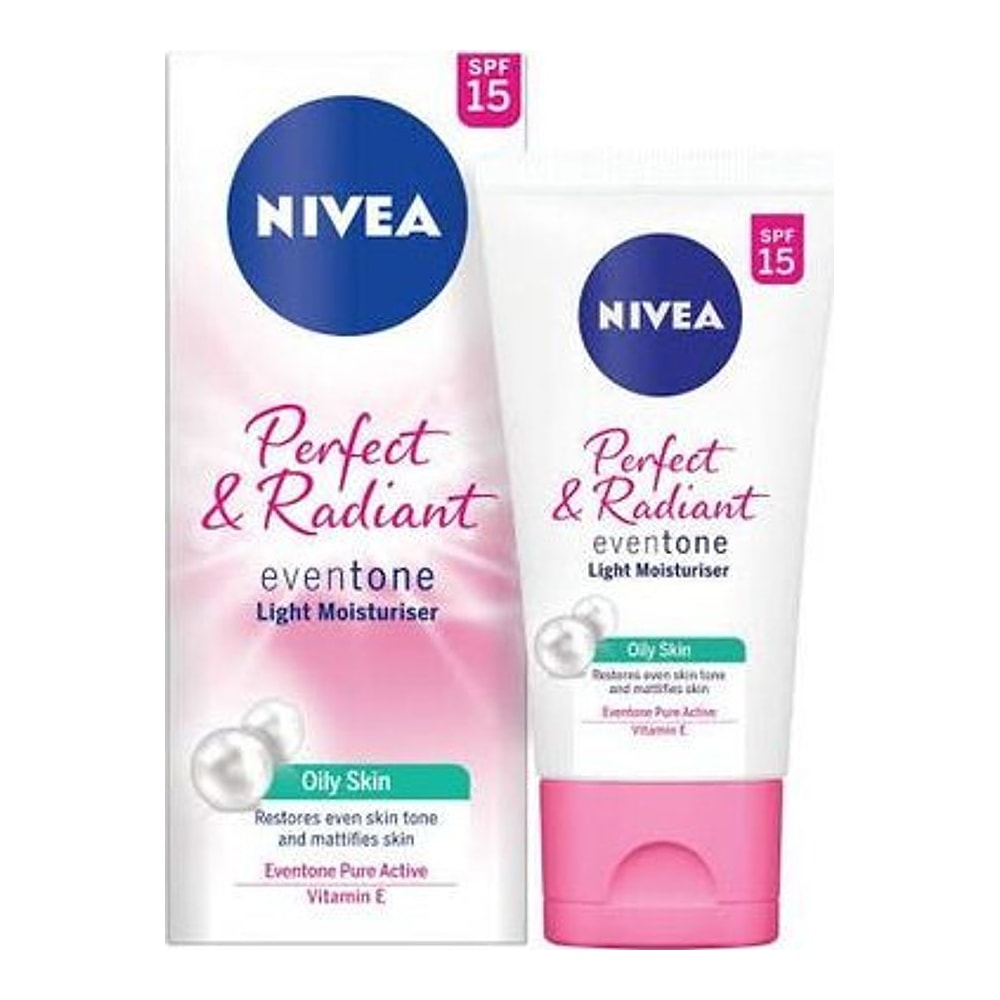 SPF
15
NIVEA
Perfect
& Radiant
eventone
Light Moisturiser
Oily Skin
Restores even skin tone
and mattifies skin
Eventone Pure Active
Vitamin E
SPF
15
NIVEA
Perfect
& Radiant
eventone
Light Moisturiser
Oily Skin
Restores even skin tone
and mattifies skin
Eventone Pure Active
Vitamin E